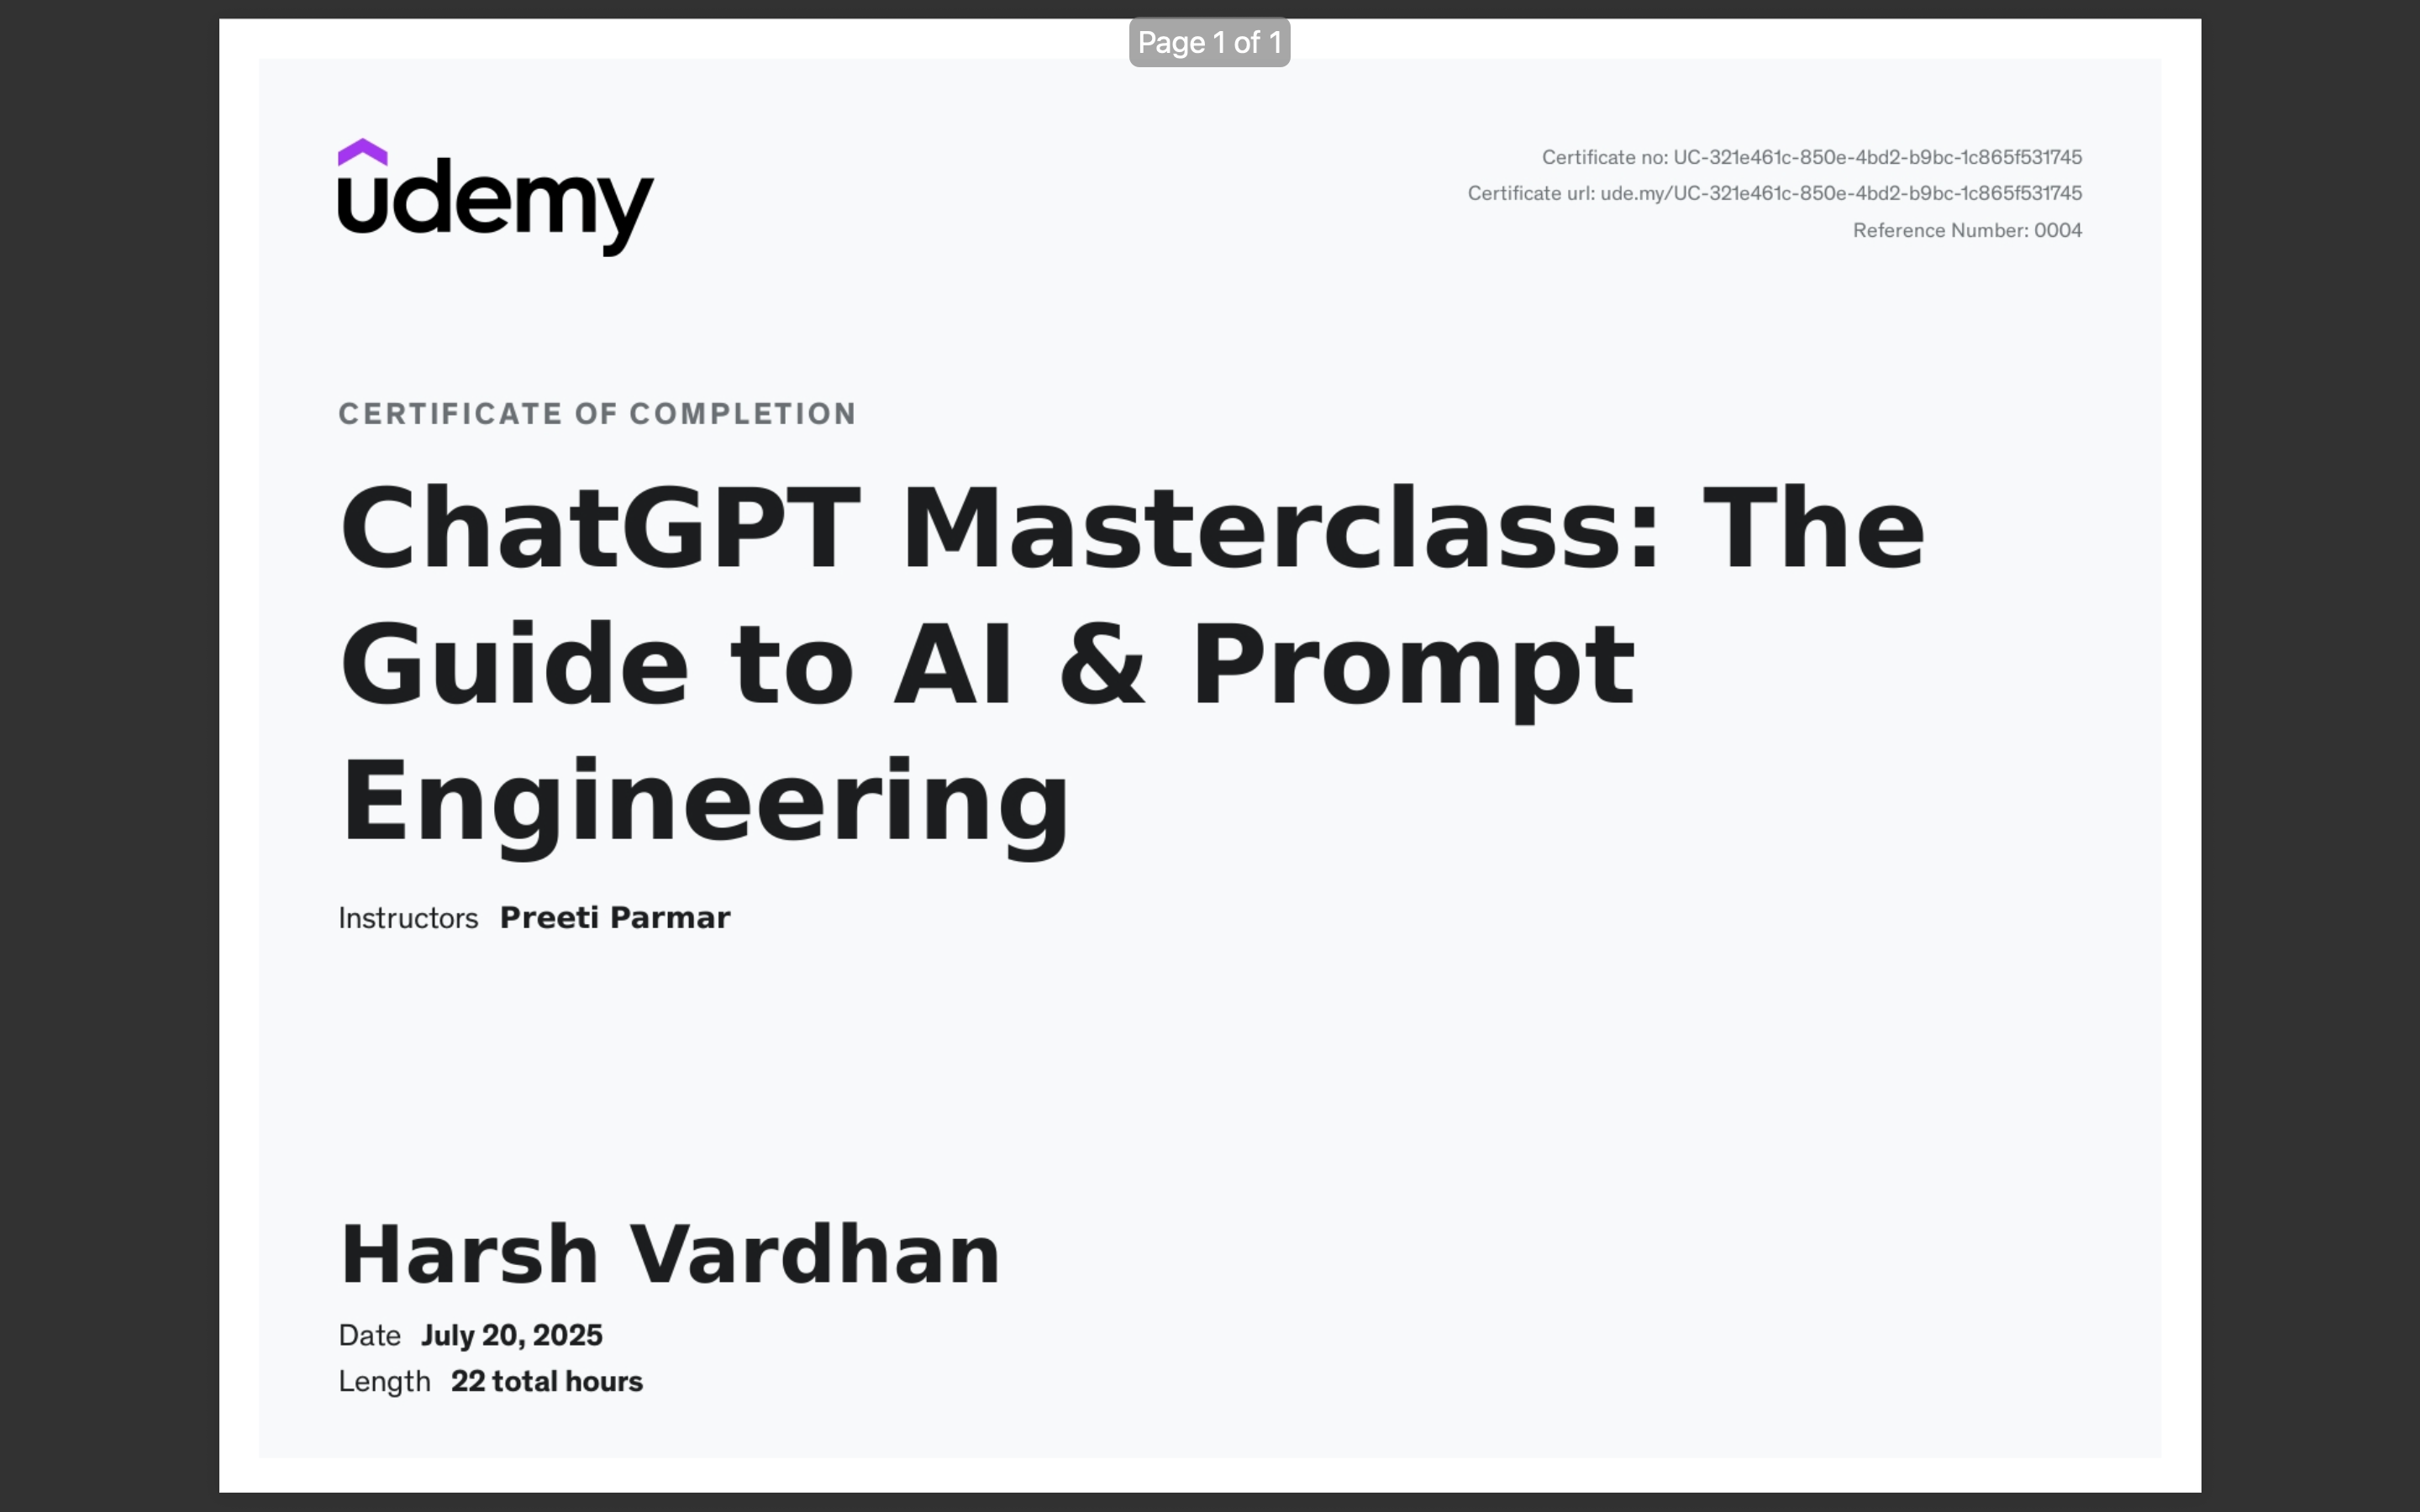 Page 1 of 1
udemy
Certificate no: UC-321e461c-850e-4bd2-b9bc-1c865f531745
Certificate url: ude.my/UC-321e461c-850e-4bd2-b9bc-1c865f531745
Reference Number: 0004
CERTIFICATE OF COMPLETION
ChatGPT Masterclass: The
Guide to AI & Prompt
Engineering
Instructors Preeti Parmar
Harsh Vardhan
Date July 20, 2025
Length 22 total hours